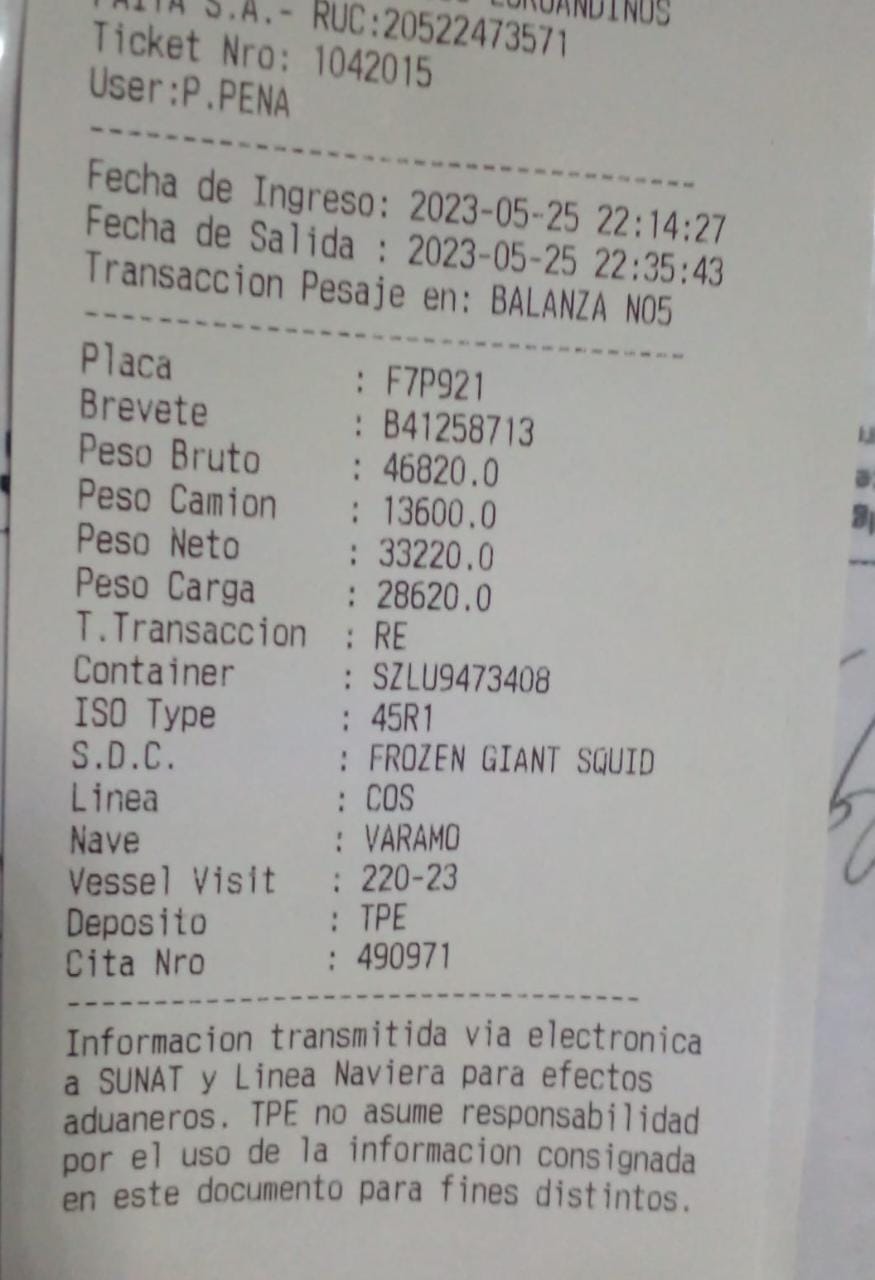 EUROANDINOS
PAITA S.A.- RUC:20522473571
Ticket Nro: 1042015
User:P.PENA
Fecha de Ingreso: 2023-05-25 22:14:27
Fecha de Salida : 2023-05-25 22:35:43
Transaccion Pesaje en: BALANZA NO5
Placa : F7P921
Brevete : B41258713
Peso Bruto : 46820.0
Peso Camion : 13600.0
Peso Neto : 33220.0
Peso Carga : 28620.0
T.Transaccion : RE
Container : SZLU9473408
ISO Type : 45R1
S.D.C. : FROZEN GIANT SQUID
Linea : COS
Nave : VARAMO
Vessel Visit : 220-23
Deposito : TPE
Cita Nro : 490971
Informacion transmitida via electronica
a SUNAT y Linea Naviera para efectos
aduaneros. TPE no asume responsabilidad
por el uso de la informacion consignada
en este documento para fines distintos.